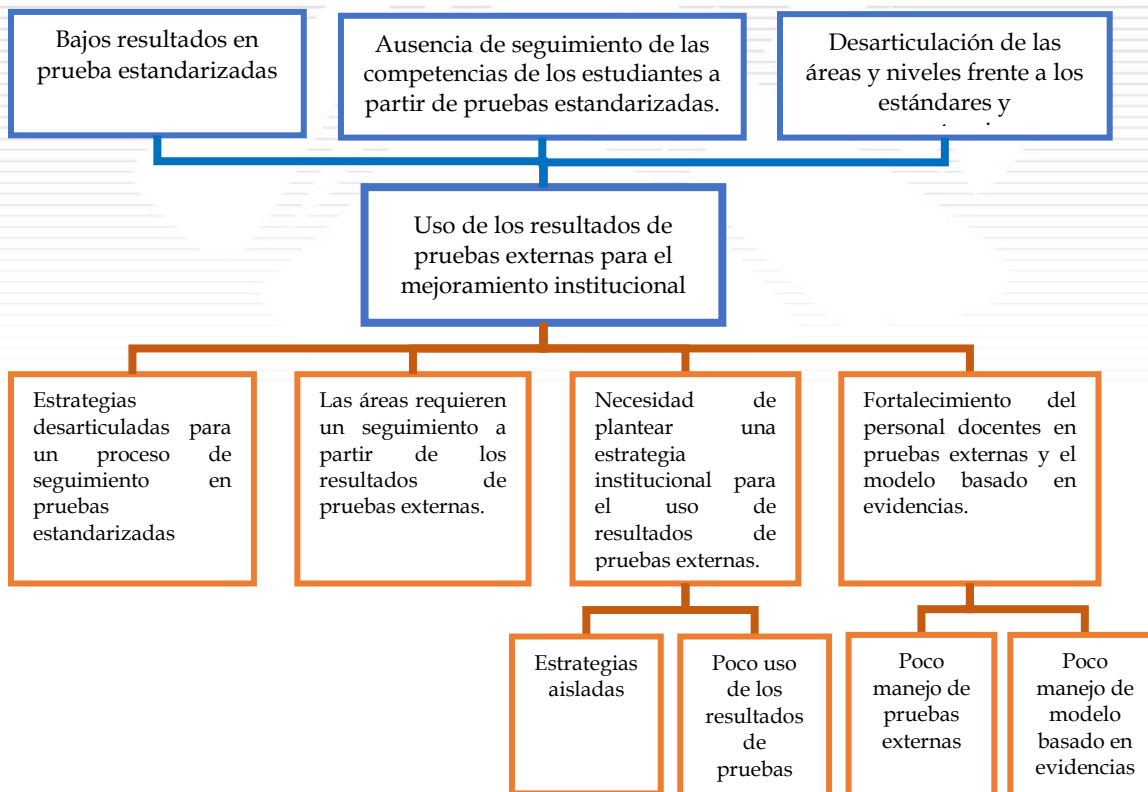 Bajos resultados en
prueba estandarizadas
Ausencia de seguimiento de las
competencias de los estudiantes a
partir de pruebas estandarizadas.
Desarticulación de las
áreas y niveles frente a los
estándares y
Uso de los resultados de
pruebas externas para el
mejoramiento institucional
Estrategias
desarticuladas para
un proceso de
seguimiento en
pruebas
estandarizadas
Las áreas requieren
un seguimiento a
partir de los
resultados de
pruebas externas.
Necesidad de
plantear una
estrategia
institucional para
el uso de
resultados de
pruebas externas.
Fortalecimiento del
personal docentes en
pruebas externas y el
modelo basado en
evidencias.
Estrategias
aisladas
Poco uso
de los
resultados
de
pruebas
Poco
manejo de
pruebas
externas
Poco
manejo de
modelo
basado en
evidencias